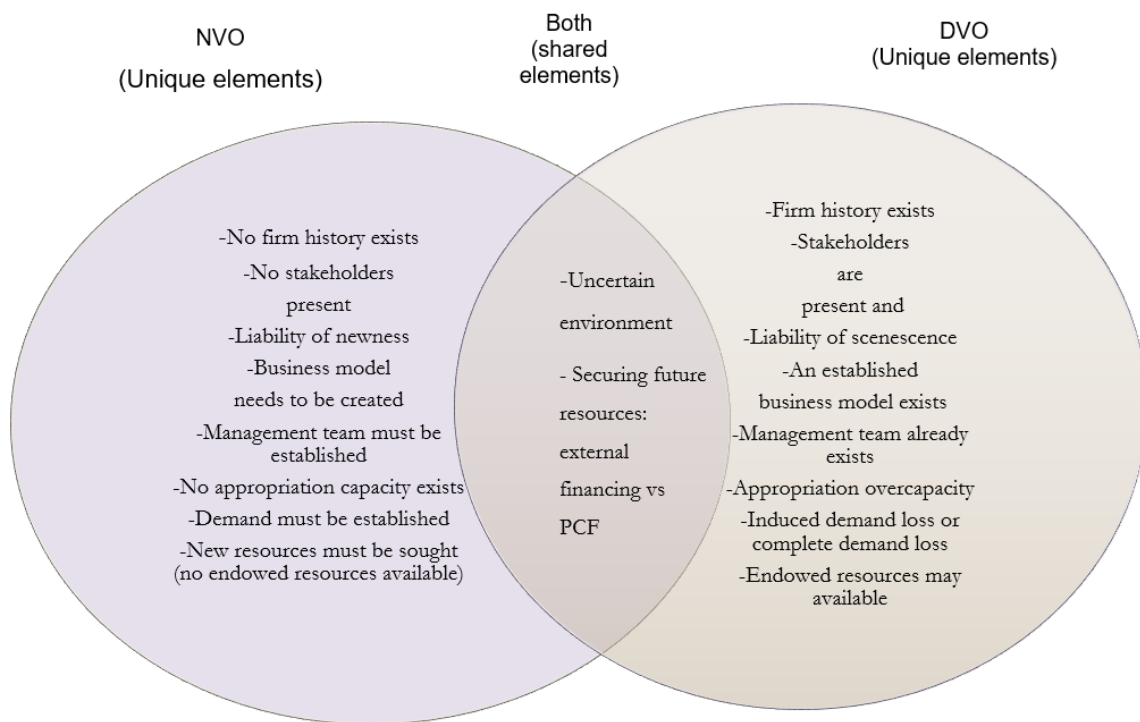 NVO
(Unique elements)
Both
(shared
elements)
DVO
(Unique elements)
-No firm history exists
-No stakeholders
present
-Liability of newness
-Business model
needs to be created
-Management team must be
established
-No appropriation capacity exists
-Demand must be established
-New resources must be sought
(no endowed resources available)
-Uncertain
environment
- Securing future
resources:
external
financing vs
PCF
-Firm history exists
-Stakeholders
are
present and
-Liability of scenescence
-An established
business model exists
-Management team already
exists
-Appropriation overcapacity
-Induced demand loss or
complete demand loss
-Endowed resources may
available